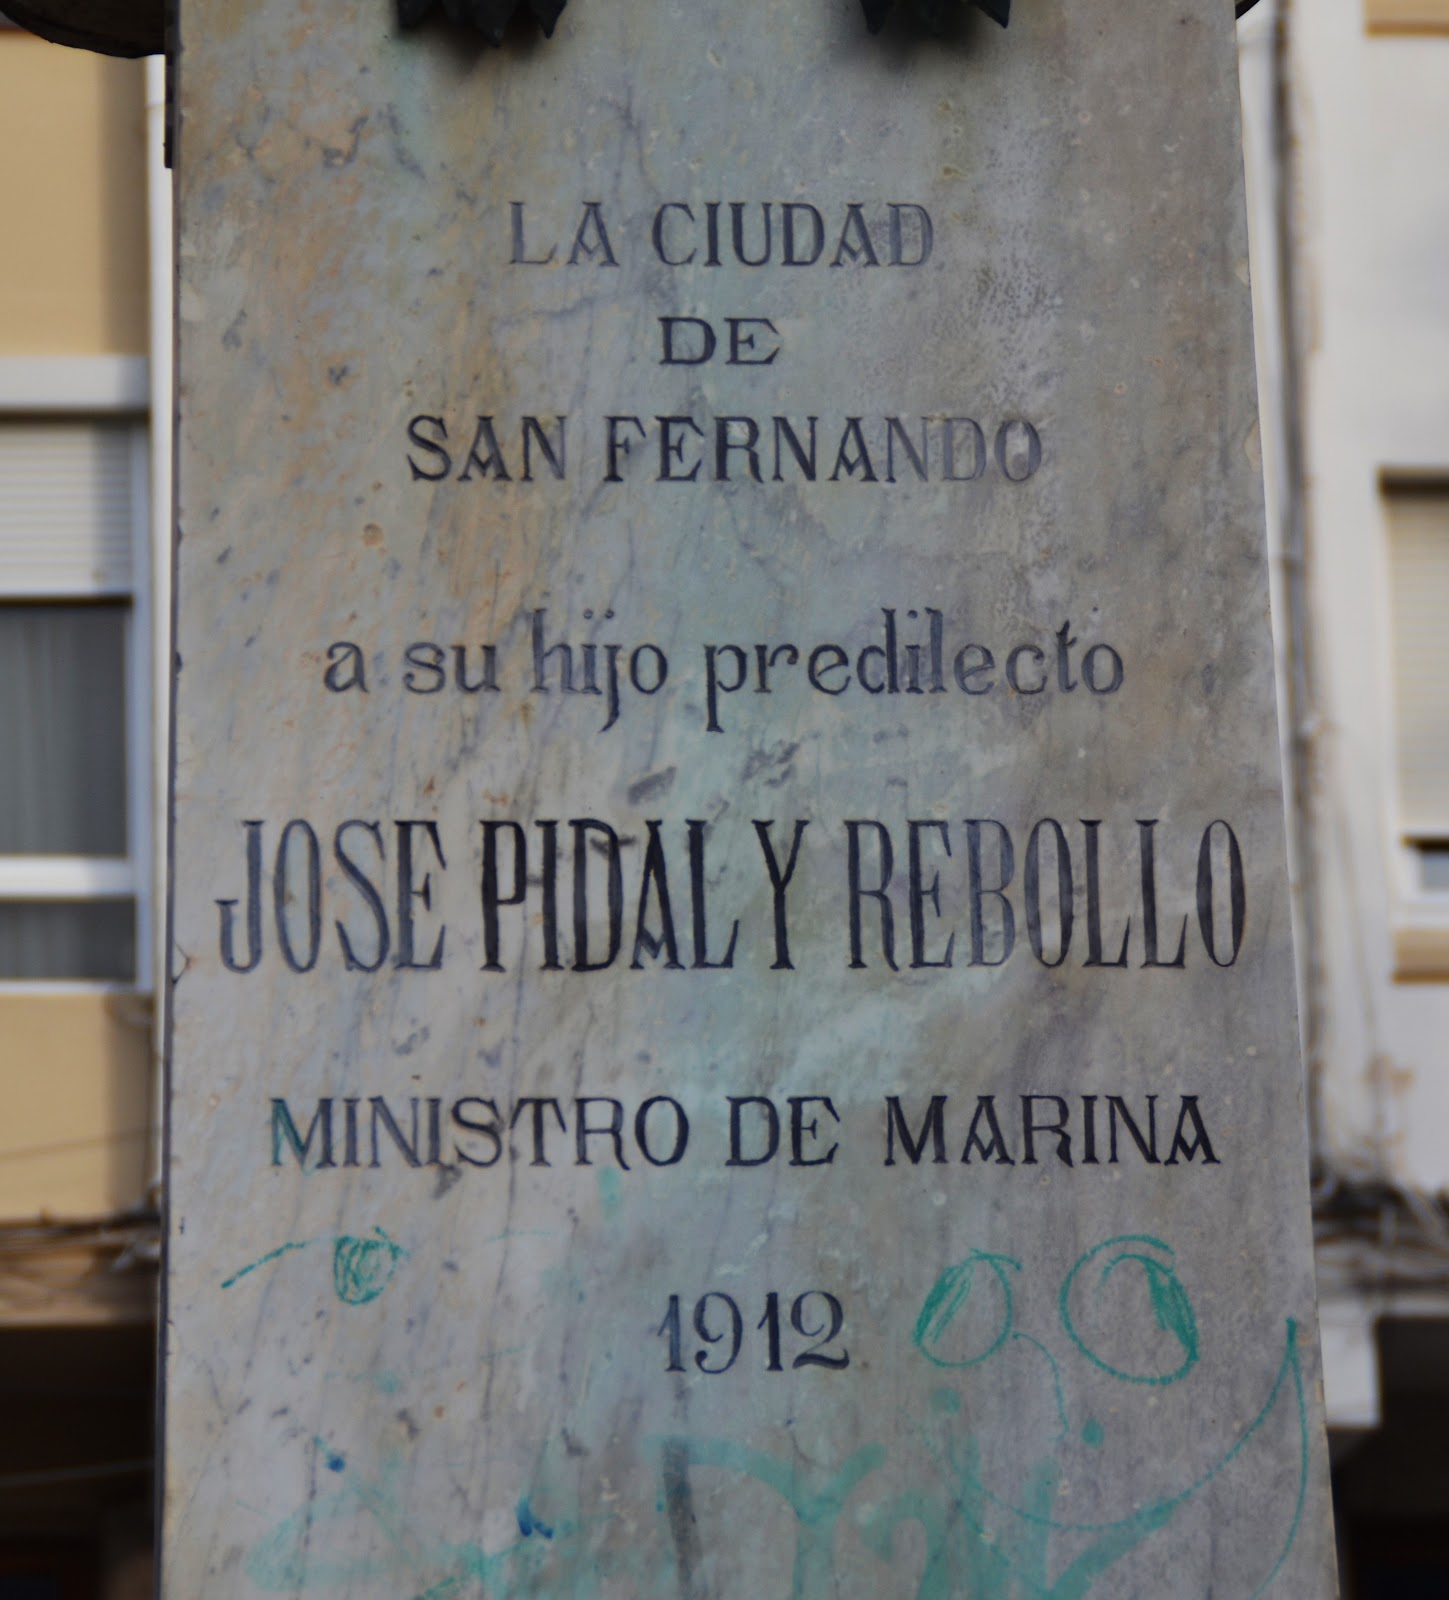 LA CIUDAD
DE
SAN FERNANDO
a su hijo predilecto
JOSE PIDAL Y REBOLLO
MINISTRO DE MARINA
1912